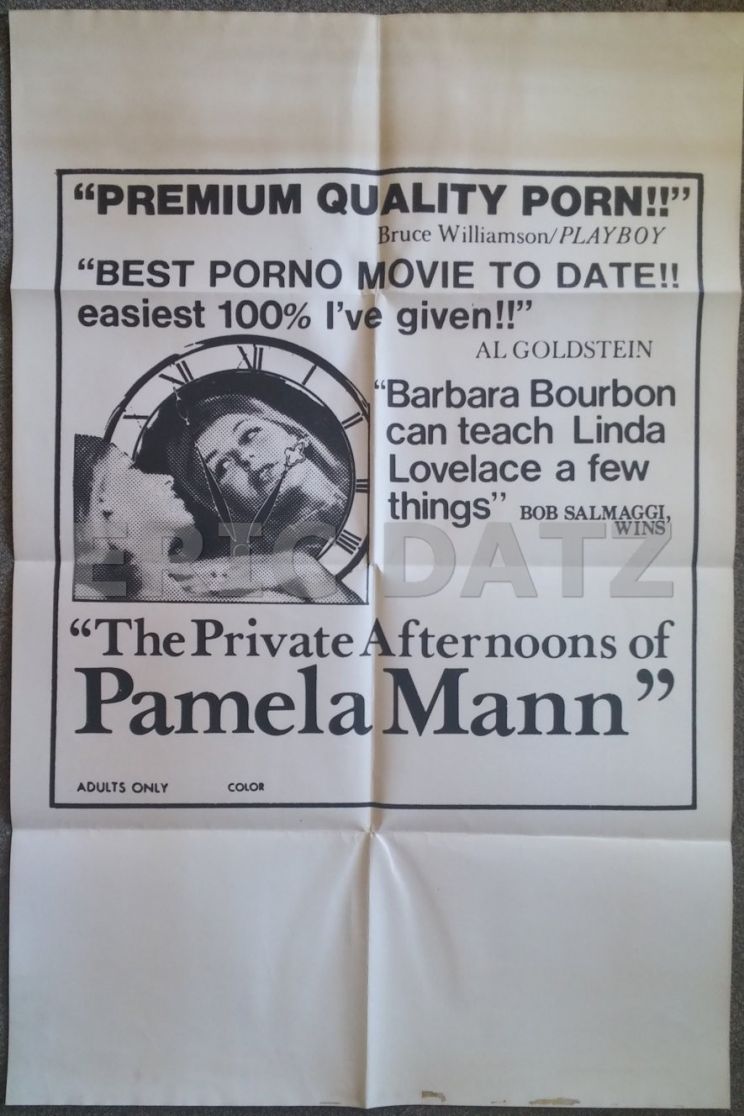 “PREMIUM QUALITY PORN!!”
Bruce Williamson/PLAYBOY
“BEST PORNO MOVIE TO DATE!!
easiest 100% I've given!!”
AL GOLDSTEIN
“Barbara Bourbon
can teach Linda
Lovelace a few
things” BOB SALMAGGI,
WINS
ERIC DATZ
“The Private Afternoons of
Pamela Mann”
ADULTS ONLY COLOR